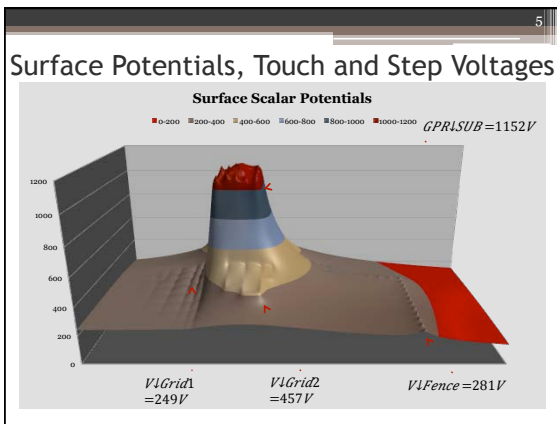 5
Surface Potentials, Touch and Step Voltages
Surface Scalar Potentials
0-200 200-400 400-600 600-800 800-1000 1000-1200
GPR↓SUB =1152V
1200
1000
800
600
400
200
0
V↓Grid1
=249V
V↓Grid2
=457V
V↓Fence =281V